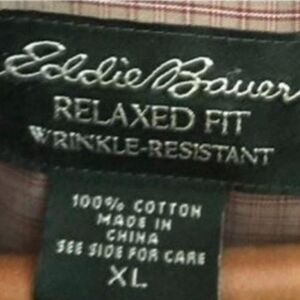 Eddie Bauer
RELAXED FIT
WRINKLE-RESISTANT
100% COTTON
MADE IN
CHINA
SEE SIDE FOR CARE
XL